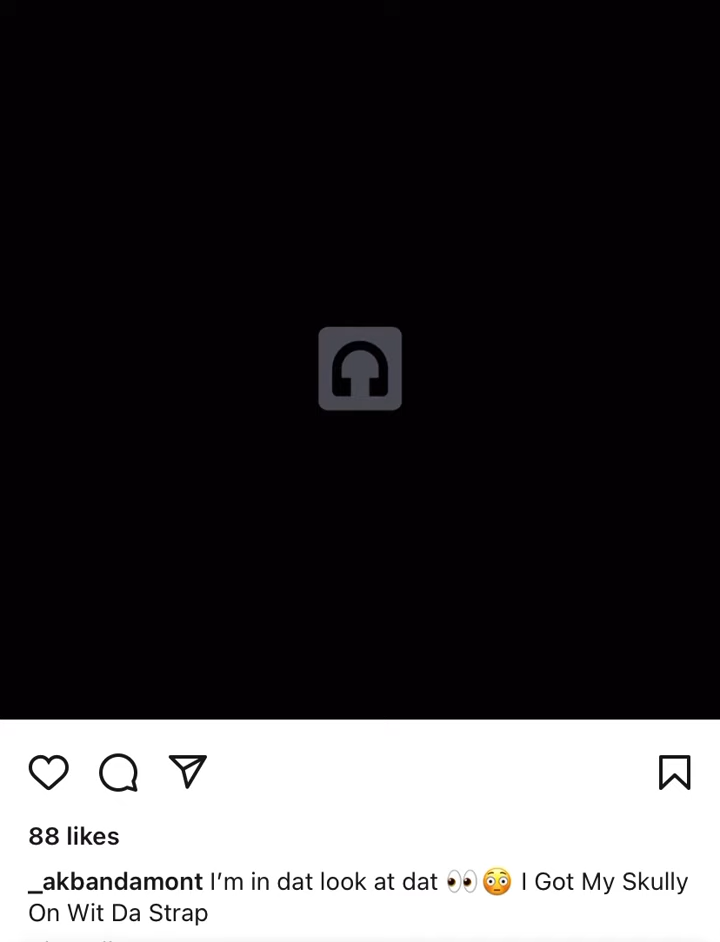 88 likes
_akbandamont I’m in dat look at dat 👀😳 I Got My Skully
On Wit Da Strap